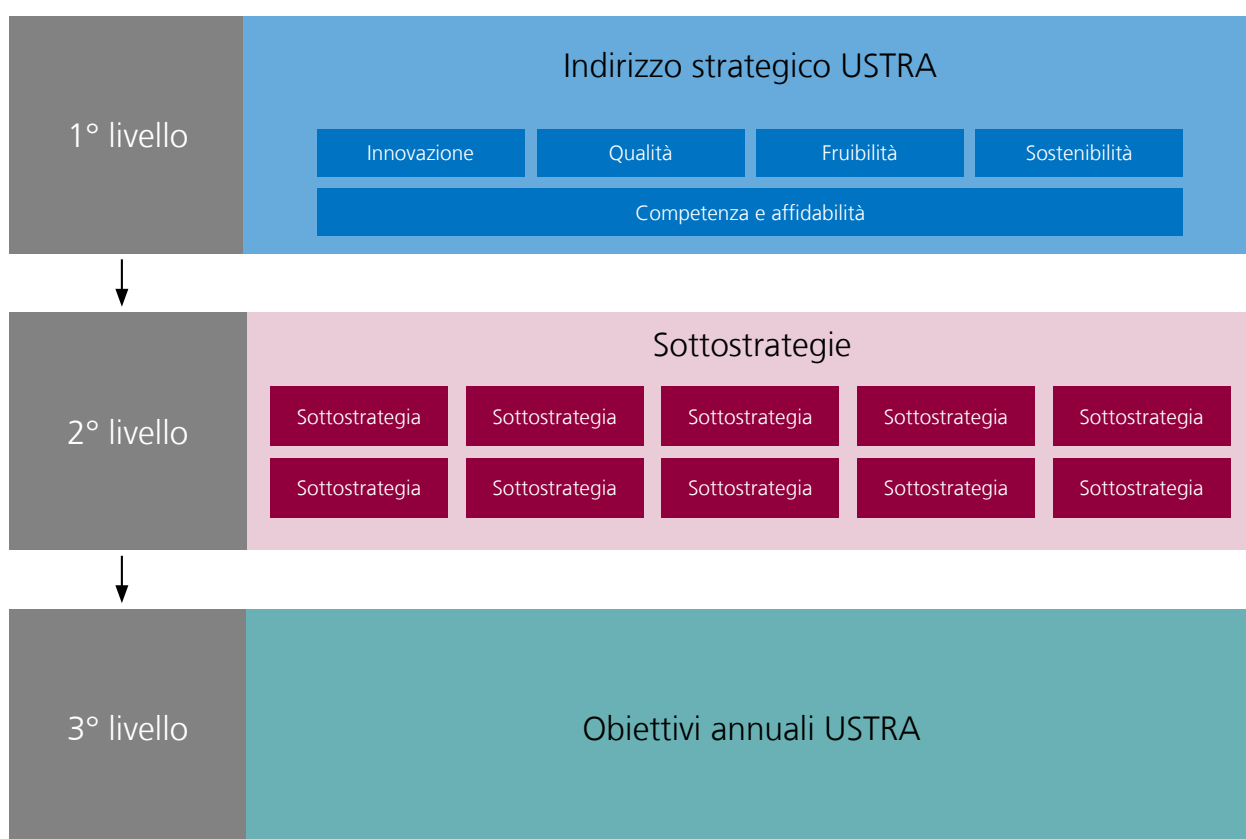 Indirizzo strategico USTRA
1° livello
Innovazione
Qualità
Fruibilità
Sostenibilità
Competenza e affidabilità
Sottostrategie
2° livello
Sottostrategia
Sottostrategia
Sottostrategia
Sottostrategia
Sottostrategia
Sottostrategia
Sottostrategia
Sottostrategia
Sottostrategia
Sottostrategia
3° livello
Obiettivi annuali USTRA